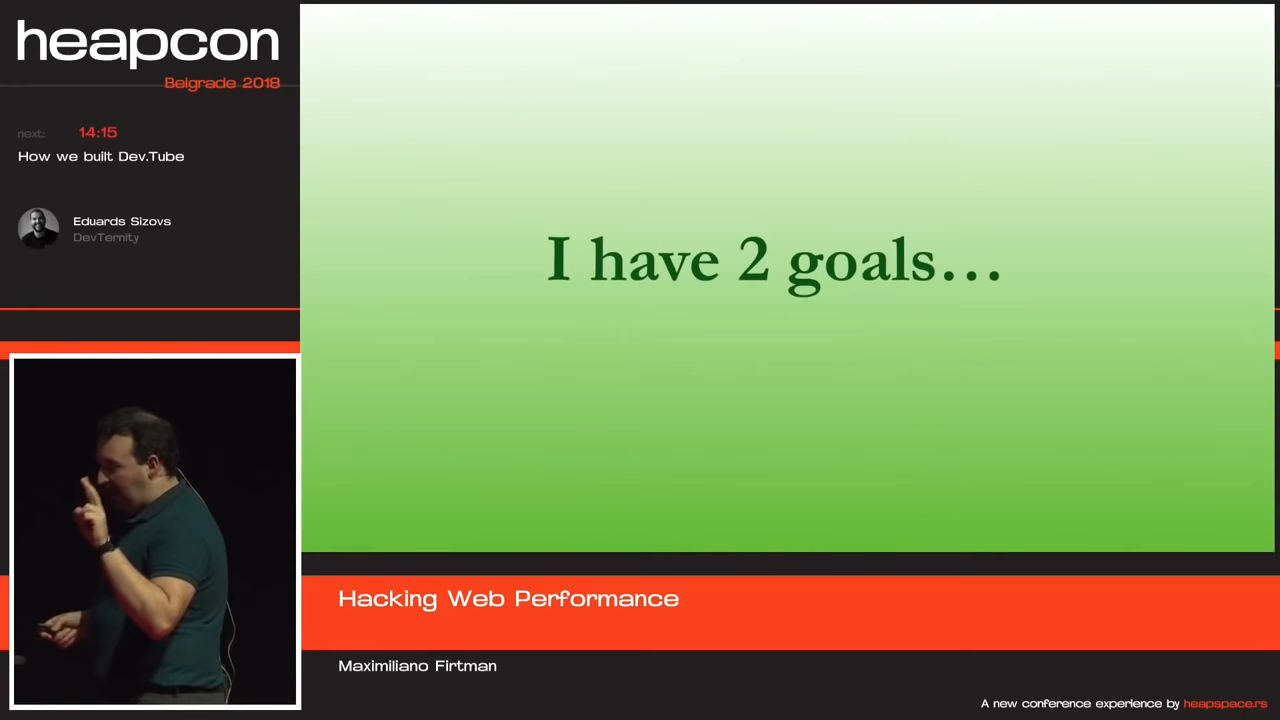 heapcon
Belgrade 2018
next: 14:15
How we built Dev.Tube
Eduards Sizovs
DevTernity
I have 2 goals…
Hacking Web Performance
Maximiliano Firtman
A new conference experience by heapspace.rs